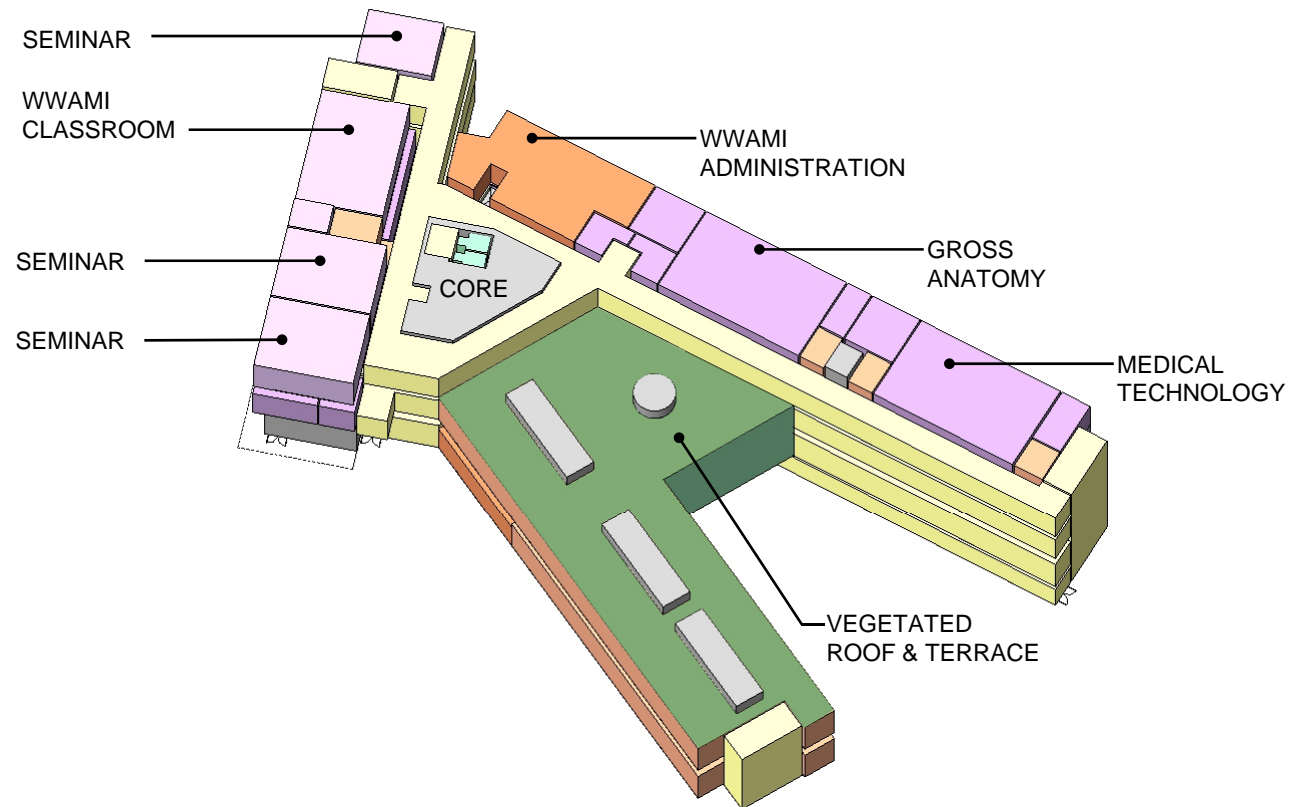 SEMINAR
WWAMI
CLASSROOM
SEMINAR
SEMINAR
CORE
WWAMI
ADMINISTRATION
GROSS
ANATOMY
MEDICAL
TECHNOLOGY
VEGETATED
ROOF & TERRACE